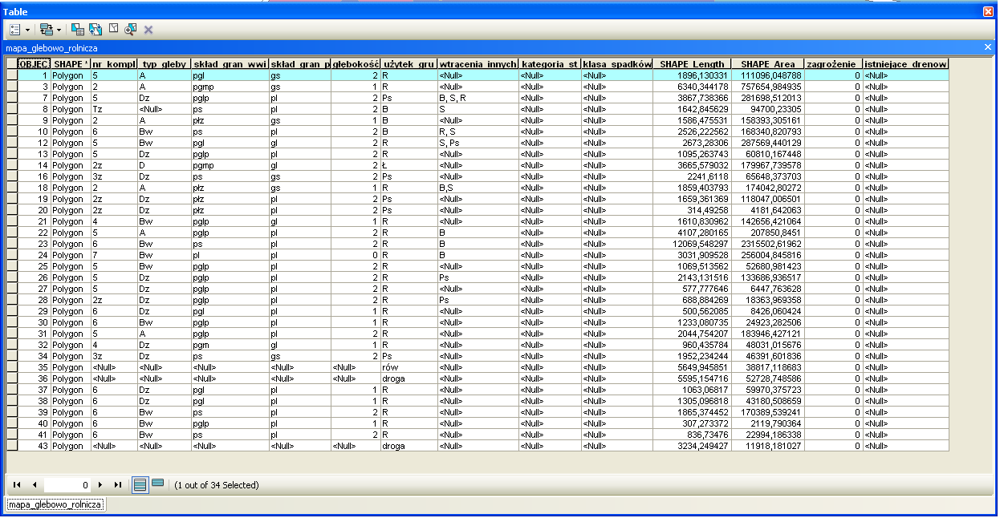 Table
mapa_glebowo_rolnicza
OBJEC SHAPE * nr_kompl typ_gleby skład_gran_wwi skład_gran_p głebokość użytek_gru wtrącenia_innych kategoria_st klasa_spadków SHAPE_Length SHAPE_Area zagrożenie_ istniejace_drenow
1 Polygon 5 A pgl gs 2 R <Null> <Null> <Null> 1896,130331 111096,048788 0 <Null>
3 Polygon 2 A pgmp gs 1 R <Null> <Null> <Null> 6340,344178 757654,984935 0 <Null>
7 Polygon 5 Dz pglp pl 2 Ps B, S, R <Null> <Null> 3867,738366 281698,512013 0 <Null>
8 Polygon Tz <Null> ps pl 2 B S <Null> <Null> 1642,845629 94700,23305 0 <Null>
9 Polygon 2 A płz gs 1 B <Null> <Null> <Null> 1586,475531 158393,305161 0 <Null>
10 Polygon 6 Bw ps pl 2 B R, S <Null> <Null> 2526,222562 168340,820793 0 <Null>
12 Polygon 5 Bw pgl gl 2 R S, Ps <Null> <Null> 2673,28306 287569,440129 0 <Null>
13 Polygon 5 Dz pglp pl 2 R <Null> <Null> <Null> 1095,263743 60810,167448 0 <Null>
14 Polygon 2z D pgmp gl 2 Ł <Null> <Null> <Null> 3665,579032 179967,739578 0 <Null>
16 Polygon 3z Dz ps gs 2 Ps <Null> <Null> <Null> 2241,6118 65648,373703 0 <Null>
18 Polygon 2 A płz gs 1 R B,S <Null> <Null> 1859,403793 174042,80272 0 <Null>
19 Polygon 2z Dz płz pl 2 Ps <Null> <Null> <Null> 1659,361369 118047,006501 0 <Null>
20 Polygon 2z Dz płz pl 2 Ps <Null> <Null> <Null> 314,49258 4181,642063 0 <Null>
21 Polygon 4 Bw pglp gl 1 R <Null> <Null> <Null> 1610,830962 142656,421064 0 <Null>
22 Polygon 5 A pglp pl 2 R B <Null> <Null> 4107,280165 207850,8451 0 <Null>
23 Polygon 6 Bw ps pl 2 R B <Null> <Null> 12069,548297 2315502,61962 0 <Null>
24 Polygon 7 Bw pl pl 0 R B <Null> <Null> 3031,909528 256004,845816 0 <Null>
25 Polygon 5 Bw pglp pl 2 R <Null> <Null> <Null> 1069,513562 52680,981423 0 <Null>
26 Polygon 5 Dz pglp pl 2 R Ps <Null> <Null> 2143,131516 133686,936517 0 <Null>
27 Polygon 5 Dz pglp pl 2 R <Null> <Null> <Null> 577,777646 6447,763628 0 <Null>
28 Polygon 2z Dz pglp pl 2 R Ps <Null> <Null> 688,884269 18363,969358 0 <Null>
29 Polygon 6 Dz pgl pl 1 R <Null> <Null> <Null> 500,562085 8426,060424 0 <Null>
30 Polygon 6 Bw pglp pl 1 R <Null> <Null> <Null> 1233,080735 24923,282506 0 <Null>
31 Polygon 5 A pglp pl 2 R <Null> <Null> <Null> 2044,754207 183946,427121 0 <Null>
32 Polygon 4 Dz pgm gl 1 R <Null> <Null> <Null> 960,435784 48031,015676 0 <Null>
34 Polygon 3z Dz ps gs 2 Ps <Null> <Null> <Null> 1952,234244 46391,601836 0 <Null>
35 Polygon <Null> <Null> <Null> <Null> <Null> rów <Null> <Null> <Null> 5649,945851 38817,118683 0 <Null>
36 Polygon <Null> <Null> <Null> <Null> <Null> droga <Null> <Null> <Null> 5595,154716 52728,748586 0 <Null>
37 Polygon 6 Dz pgl pl 1 R <Null> <Null> <Null> 1063,06817 59970,375723 0 <Null>
38 Polygon 6 Dz pgl pl 1 R <Null> <Null> <Null> 1305,096818 43180,508659 0 <Null>
39 Polygon 6 Bw ps pl 2 R <Null> <Null> <Null> 1865,374452 170389,539241 0 <Null>
40 Polygon 6 Bw pglp pl 1 R <Null> <Null> <Null> 307,273372 2119,790364 0 <Null>
41 Polygon 6 Bw ps pl 2 R <Null> <Null> <Null> 836,73476 22994,186338 0 <Null>
43 Polygon <Null> <Null> <Null> <Null> <Null> droga <Null> <Null> <Null> 3234,249427 11918,181027 0 <Null>
0 (1 out of 34 Selected)
mapa_glebowo_rolnicza